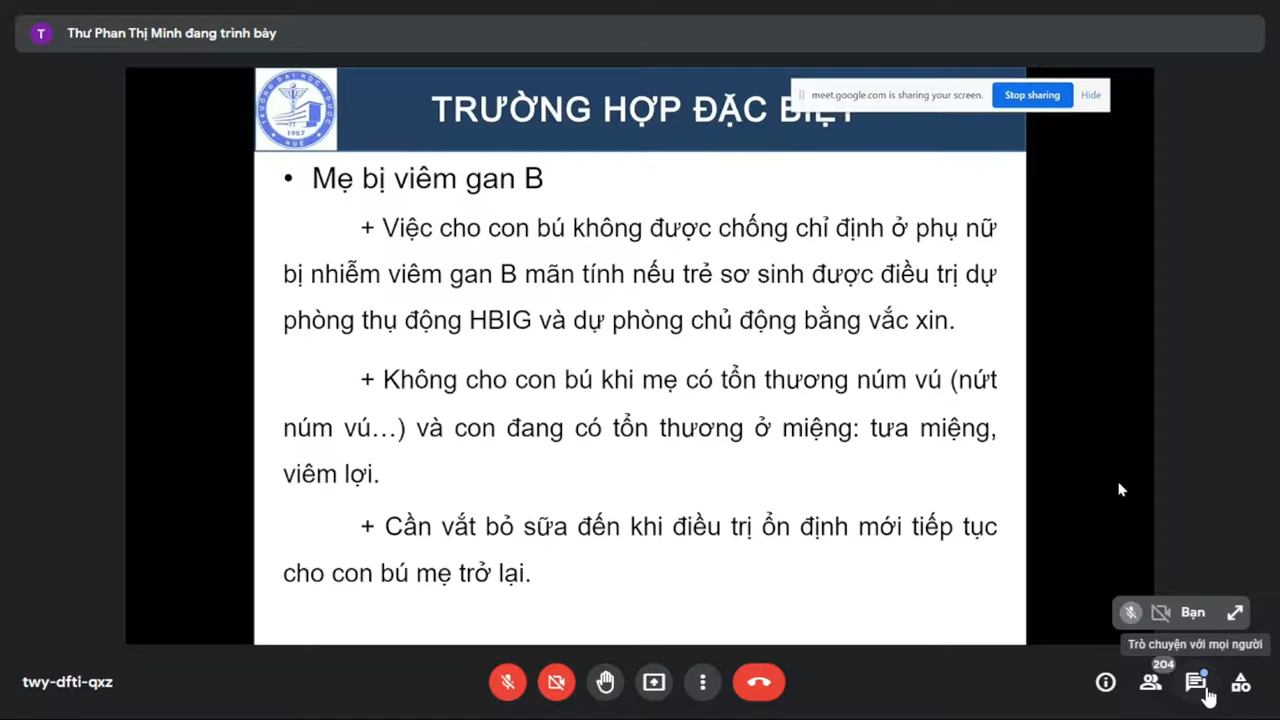 T
Thư Phan Thị Minh đang trình bày
TRƯỜNG ĐẠI HỌC Y DƯỢC
1957
HUẾ
TRƯỜNG HỢP ĐẶC BIỆT
meet.google.com is sharing your screen.
Stop sharing
Hide
• Mẹ bị viêm gan B
+ Việc cho con bú không được chống chỉ định ở phụ nữ
bị nhiễm viêm gan B mãn tính nếu trẻ sơ sinh được điều trị dự
phòng thụ động HBIG và dự phòng chủ động bằng vắc xin.
+ Không cho con bú khi mẹ có tổn thương núm vú (nứt
núm vú...) và con đang có tổn thương ở miệng: tưa miệng,
viêm lợi.
+ Cần vắt bỏ sữa đến khi điều trị ổn định mới tiếp tục
cho con bú mẹ trở lại.
Bạn
Trò chuyện với mọi người
204
twy-dfti-qxz